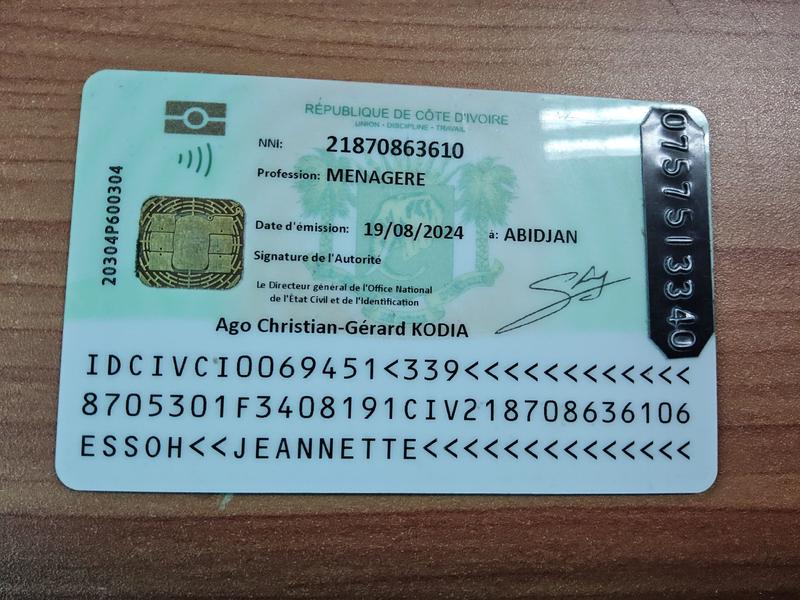 RÉPUBLIQUE DE CÔTE D'IVOIRE
UNION - DISCIPLINE - TRAVAIL
NNI: 21870863610
Profession: MENAGERE
Date d'émission: 19/08/2024 à: ABIDJAN
Signature de l'Autorité
Le Directeur général de l'Office National
de l'État Civil et de l'Identification
Ago Christian-Gérard KODIA
20304P600304
0757513340
IDCIVCI0069451<339<<<<<<<<<<<<
8705301F3408191CIV218708636106
ESSOH<<JEANNETTE<<<<<<<<<<<<<<